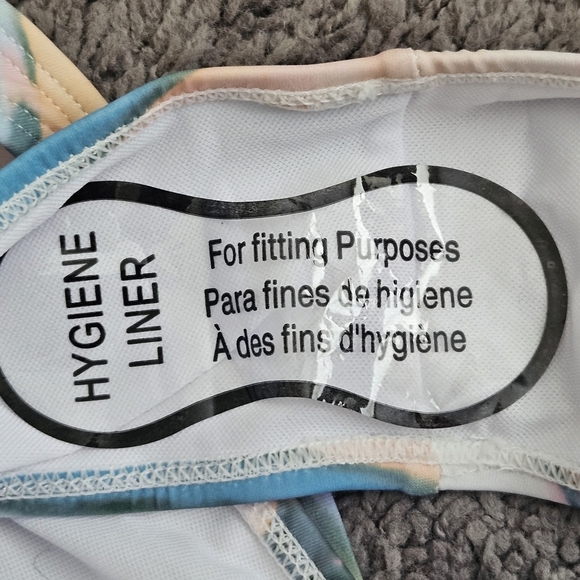 HYGIENE
LINER
For fitting Purposes
Para fines de higiene
À des fins d'hygiène